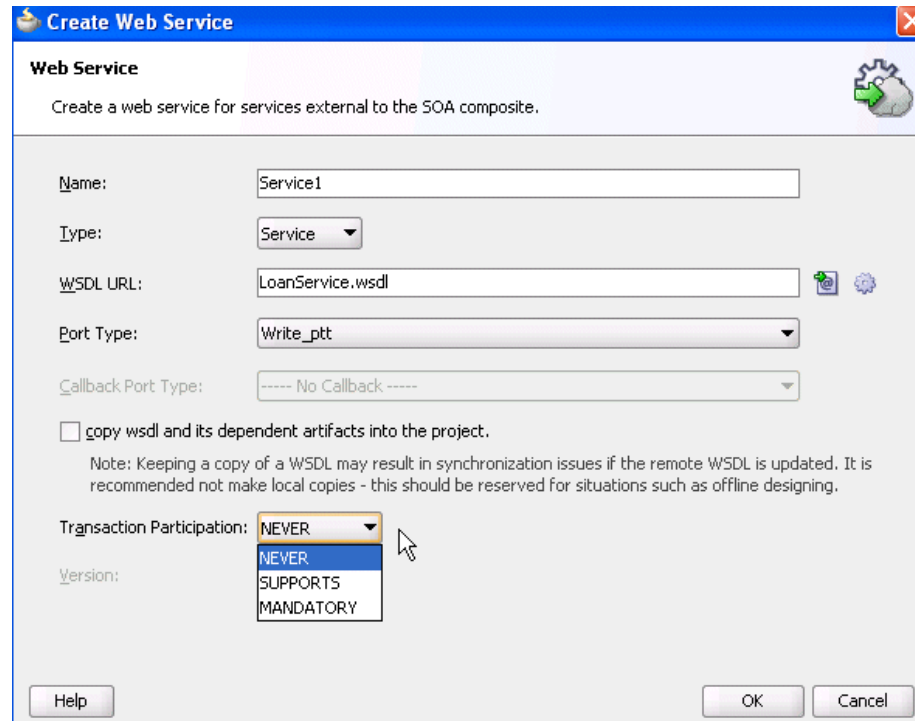 Create Web Service
Web Service
Create a web service for services external to the SOA composite.
Name:
Service1
Type:
Service
WSDL URL:
LoanService.wsdl
Port Type:
Write_ptt
Callback Port Type:
----- No Callback -----
copy wsdl and its dependent artifacts into the project.
Note: Keeping a copy of a WSDL may result in synchronization issues if the remote WSDL is updated. It is
recommended not make local copies - this should be reserved for situations such as offline designing.
Transaction Participation:
NEVER
NEVER
SUPPORTS
MANDATORY
Version:
Help
OK
Cancel